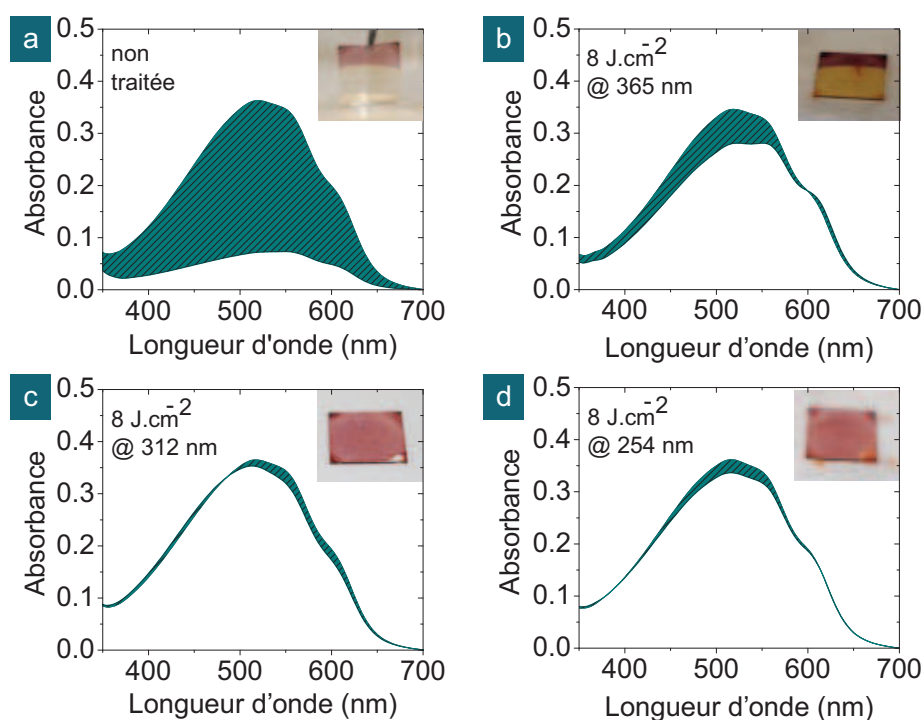 a
non
traitée
Absorbance
0.5
0.4
0.3
0.2
0.1
0.0
400 500 600 700
Longueur d'onde (nm)
b
8 J.cm-2
@ 365 nm
Absorbance
0.5
0.4
0.3
0.2
0.1
0.0
400 500 600 700
Longueur d’onde (nm)
c
8 J.cm-2
@ 312 nm
Absorbance
0.5
0.4
0.3
0.2
0.1
0.0
400 500 600 700
Longueur d’onde (nm)
d
8 J.cm-2
@ 254 nm
Absorbance
0.5
0.4
0.3
0.2
0.1
0.0
400 500 600 700
Longueur d’onde (nm)